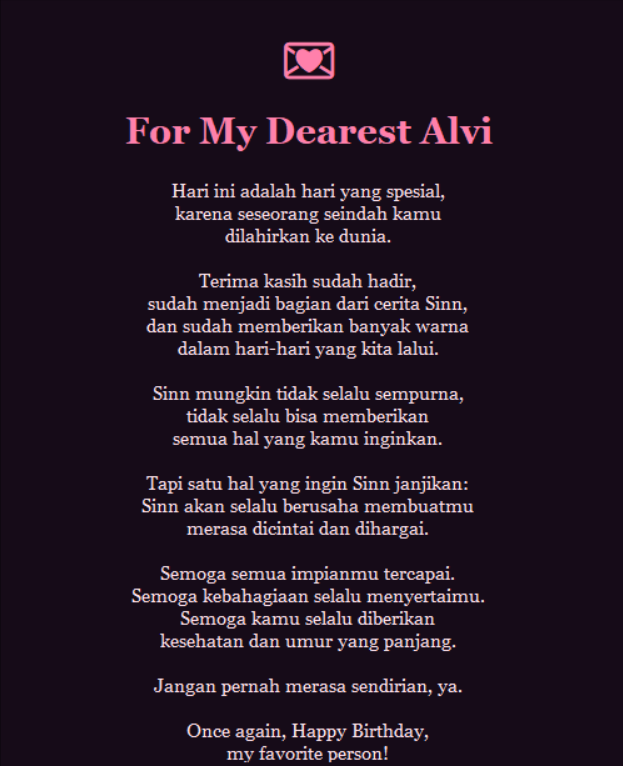 For My Dearest Alvi
Hari ini adalah hari yang spesial,
karena seseorang seindah kamu
dilahirkan ke dunia.
Terima kasih sudah hadir,
sudah menjadi bagian dari cerita Sinn,
dan sudah memberikan banyak warna
dalam hari-hari yang kita lalui.
Sinn mungkin tidak selalu sempurna,
tidak selalu bisa memberikan
semua hal yang kamu inginkan.
Tapi satu hal yang ingin Sinn janjikan:
Sinn akan selalu berusaha membuatmu
merasa dicintai dan dihargai.
Semoga semua impianmu tercapai.
Semoga kebahagiaan selalu menyertaimu.
Semoga kamu selalu diberikan
kesehatan dan umur yang panjang.
Jangan pernah merasa sendirian, ya.
Once again, Happy Birthday,
my favorite person!